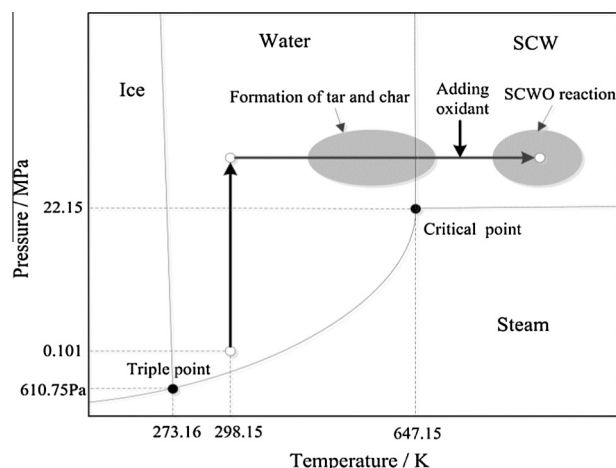 Water
SCW
Ice
Formation of tar and char
Adding
oxidant
SCWO reaction
Pressure / MPa
22.15
Critical point
Steam
0.101
Triple point
610.75Pa
273.16
298.15
647.15
Temperature / K